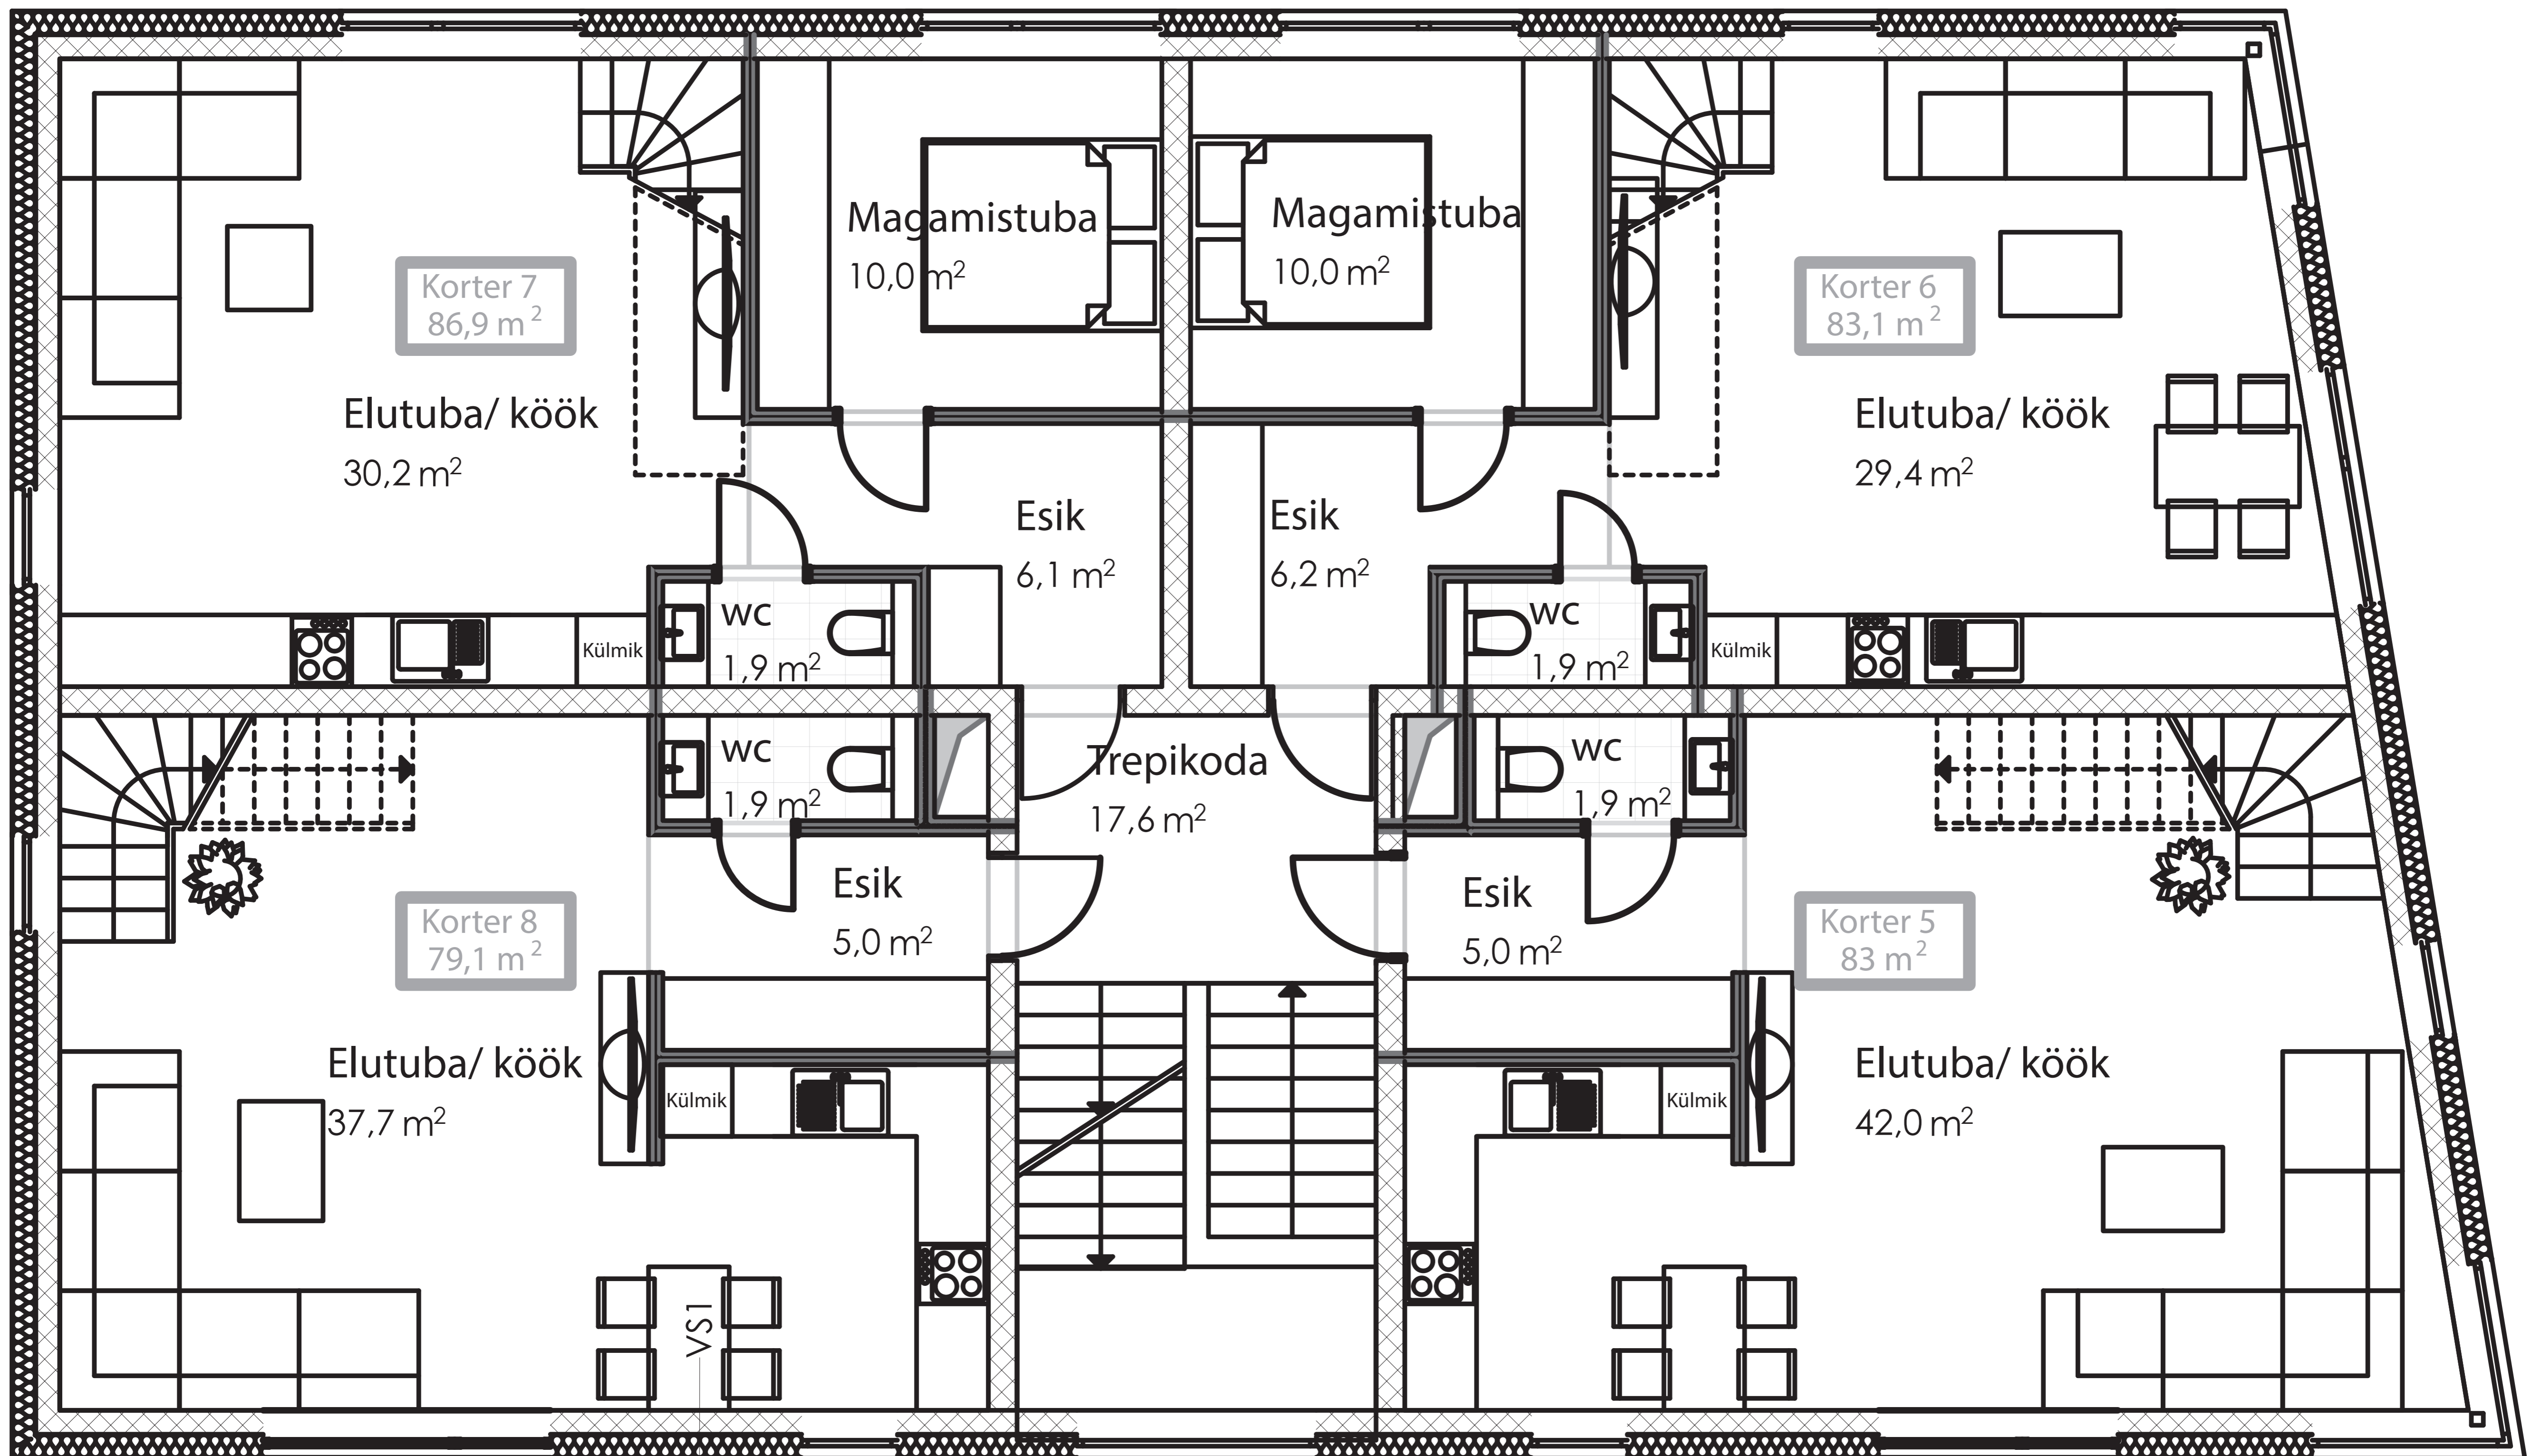 Korter 7
86,9 m²
Elutuba/ köök
30,2 m²
Magamistuba
10,0 m²
Magamistuba
10,0 m²
Korter 6
83,1 m²
Elutuba/ köök
29,4 m²
Esik
6,1 m²
Esik
6,2 m²
Külmik
wc
1,9 m²
wc
1,9 m²
Külmik
wc
1,9 m²
Trepikoda
17,6 m²
wc
1,9 m²
Korter 8
79,1 m²
Esik
5,0 m²
Esik
5,0 m²
Korter 5
83 m²
Elutuba/ köök
37,7 m²
Külmik
Külmik
Elutuba/ köök
42,0 m²
VS1